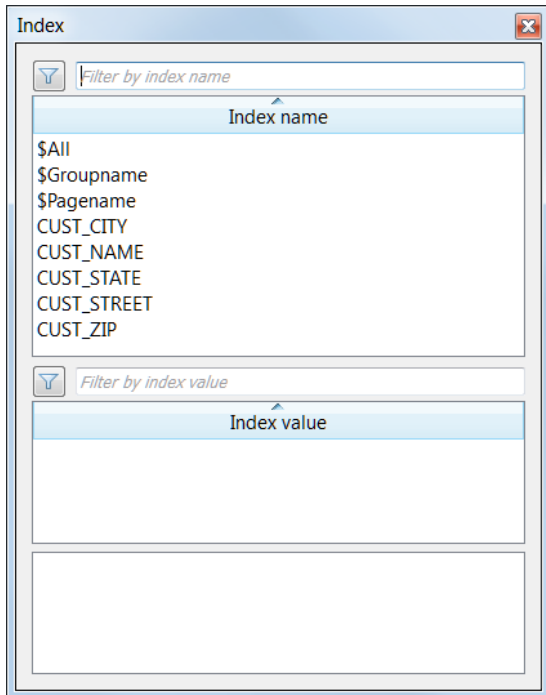 Index
Filter by index name
Index name
$All
$Groupname
$Pagename
CUST_CITY
CUST_NAME
CUST_STATE
CUST_STREET
CUST_ZIP
Filter by index value
Index value